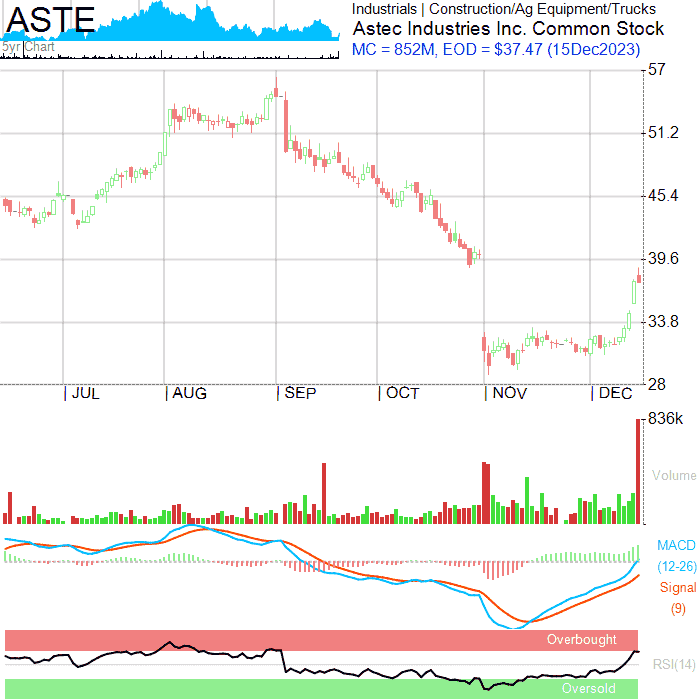 ASTE
5yr Chart
Industrials | Construction/Ag Equipment/Trucks
Astec Industries Inc. Common Stock
MC = 852M, EOD = $37.47 (15Dec2023)
57
51.2
45.4
39.6
33.8
28
JUL AUG SEP OCT NOV DEC
836k
Volume
MACD
(12-26)
Signal
(9)
Overbought
RSI(14)
Oversold